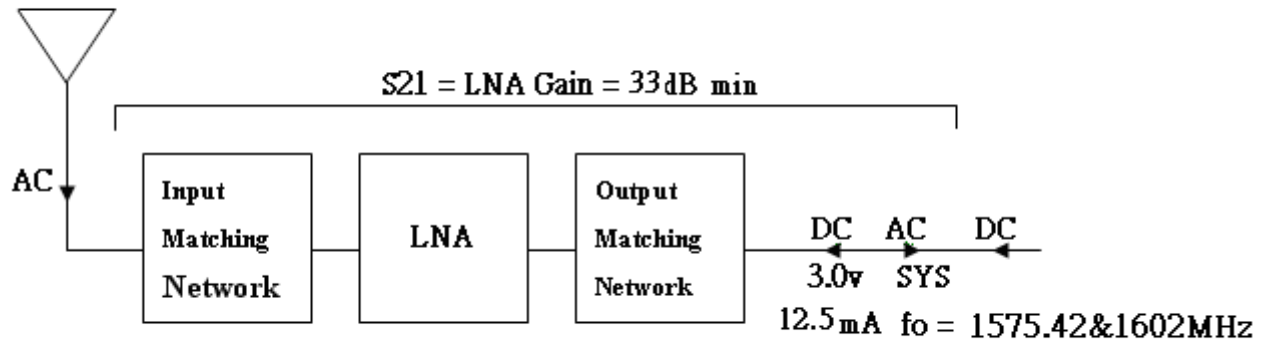 S21 = LNA Gain = 33dB min
AC
Input
Matching
Network
LNA
Output
Matching
Network
DC AC DC
3.0v SYS
12.5mA fo = 1575.42&1602MHz